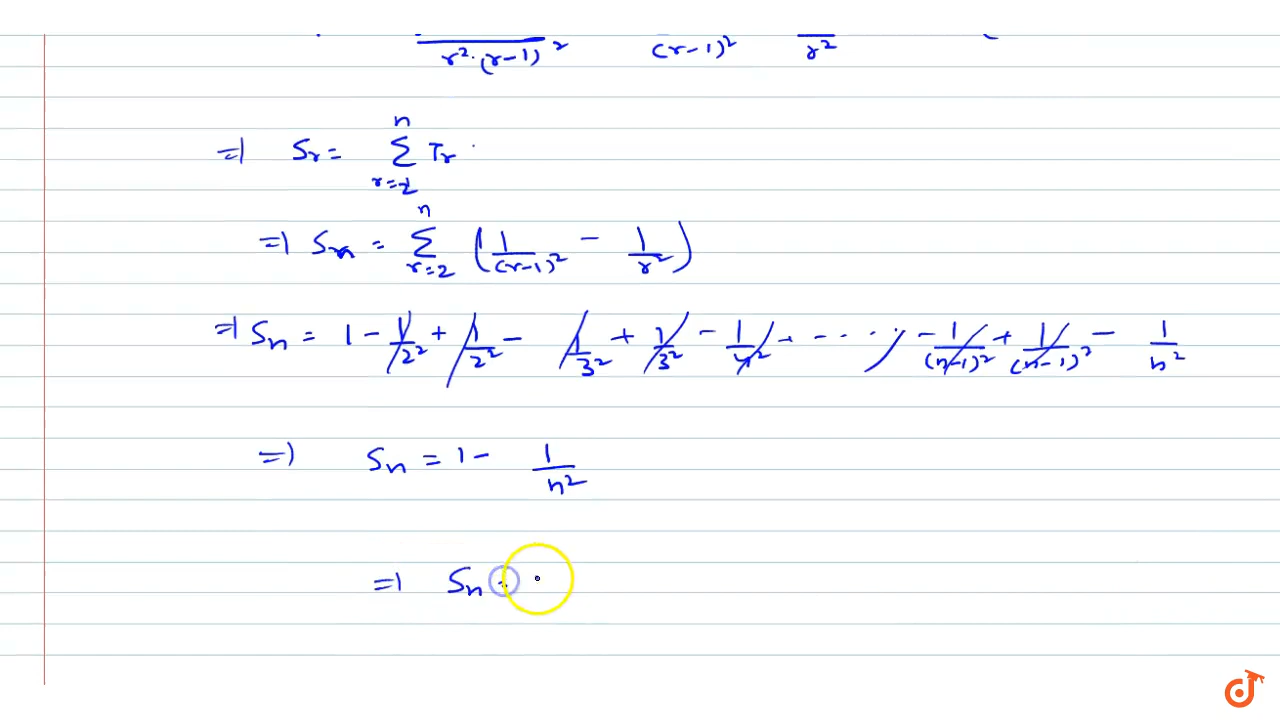 r²·(r-1)² (r-1)² r²
=) Sr = n Σ r=2 Tr
=) Sn = n Σ r=2 (1/(r-1)² - 1/r²)
=) Sn = 1 - 1/2² + 1/2² - 1/3² + 1/3² - 1/4² + - - - - 1/(n-1)² + 1/(n-1)² - 1/n²
=) Sn = 1 - 1/n²
=) Sn =